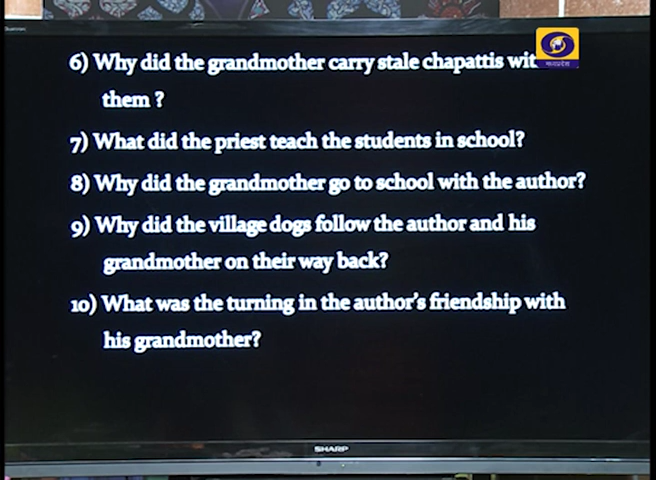 6) Why did the grandmother carry stale chapattis wit
मध्यप्रदेश
them ?
7) What did the priest teach the students in school?
8) Why did the grandmother go to school with the author?
9) Why did the village dogs follow the author and his
grandmother on their way back?
10) What was the turning in the author's friendship with
his grandmother?
SHARP